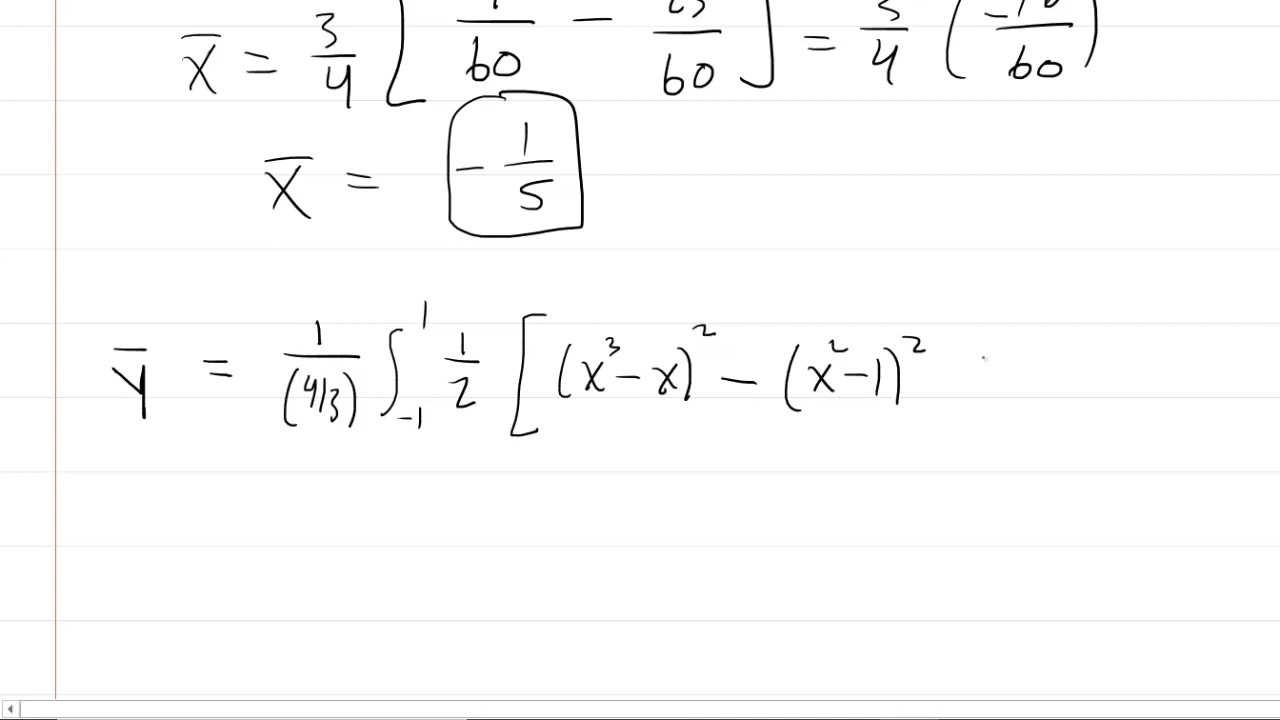 x̄ = 3/4 [ /60 − /60 ] = /4 ( /60 )
x̄ = − 1/5
ȳ = 1/(4/3) ∫₋₁¹ 1/2 [ (x³ − x)² − (x² − 1)²